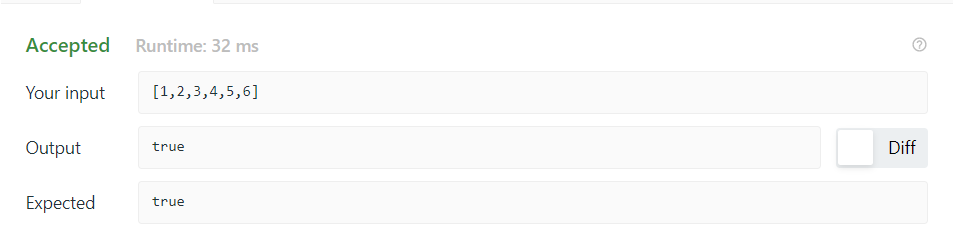 Accepted Runtime: 32 ms
Your input [1,2,3,4,5,6]
Output true Diff
Expected true